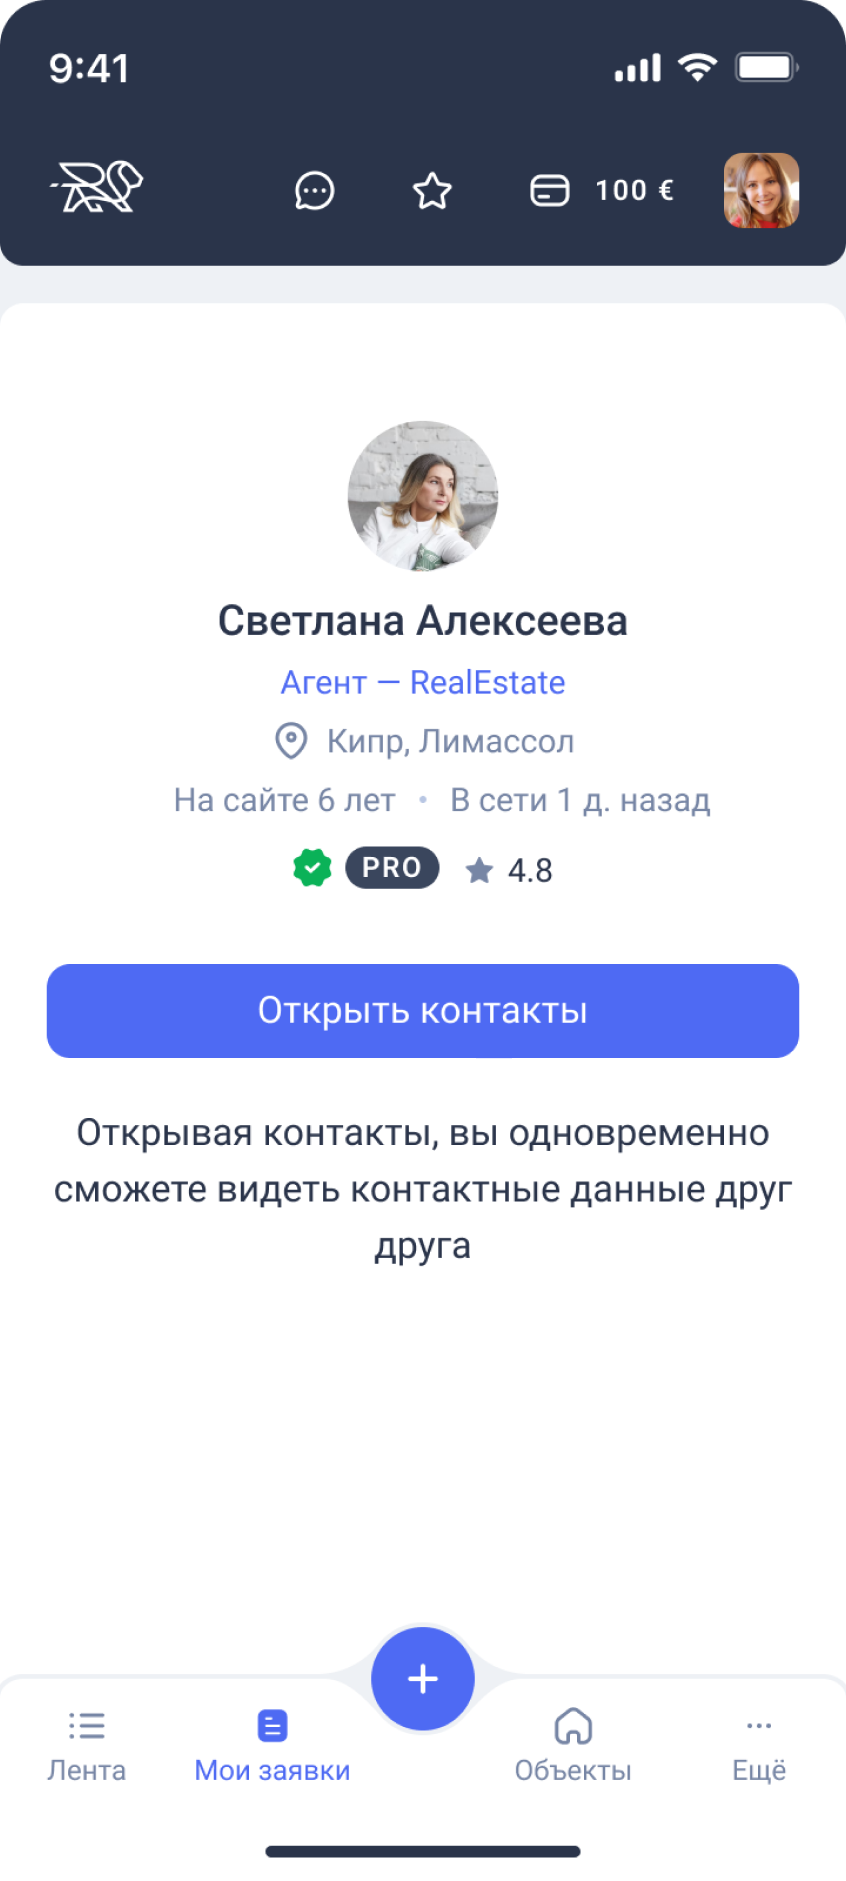 9:41
100 €
Светлана Алексеева
Агент — RealEstate
Кипр, Лимассол
На сайте 6 лет • В сети 1 д. назад
PRO 4.8
Открыть контакты
Открывая контакты, вы одновременно
сможете видеть контактные данные друг
друга
Лента Мои заявки Объекты Ещё